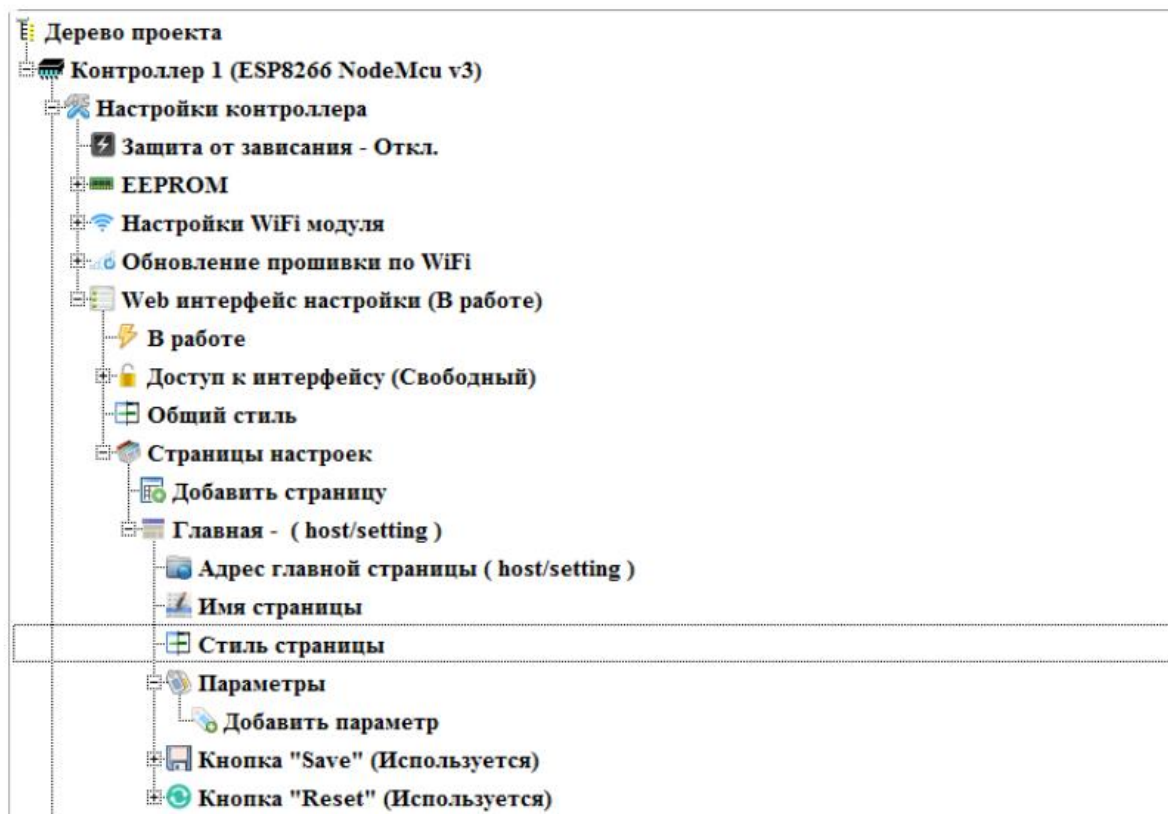 Дерево проекта
Контроллер 1 (ESP8266 NodeMcu v3)
Настройки контроллера
Защита от зависания - Откл.
EEPROM
Настройки WiFi модуля
Обновление прошивки по WiFi
Web интерфейс настройки (В работе)
В работе
Доступ к интерфейсу (Свободный)
Общий стиль
Страницы настроек
Добавить страницу
Главная - ( host/setting )
Адрес главной страницы ( host/setting )
Имя страницы
Стиль страницы
Параметры
Добавить параметр
Кнопка "Save" (Используется)
Кнопка "Reset" (Используется)